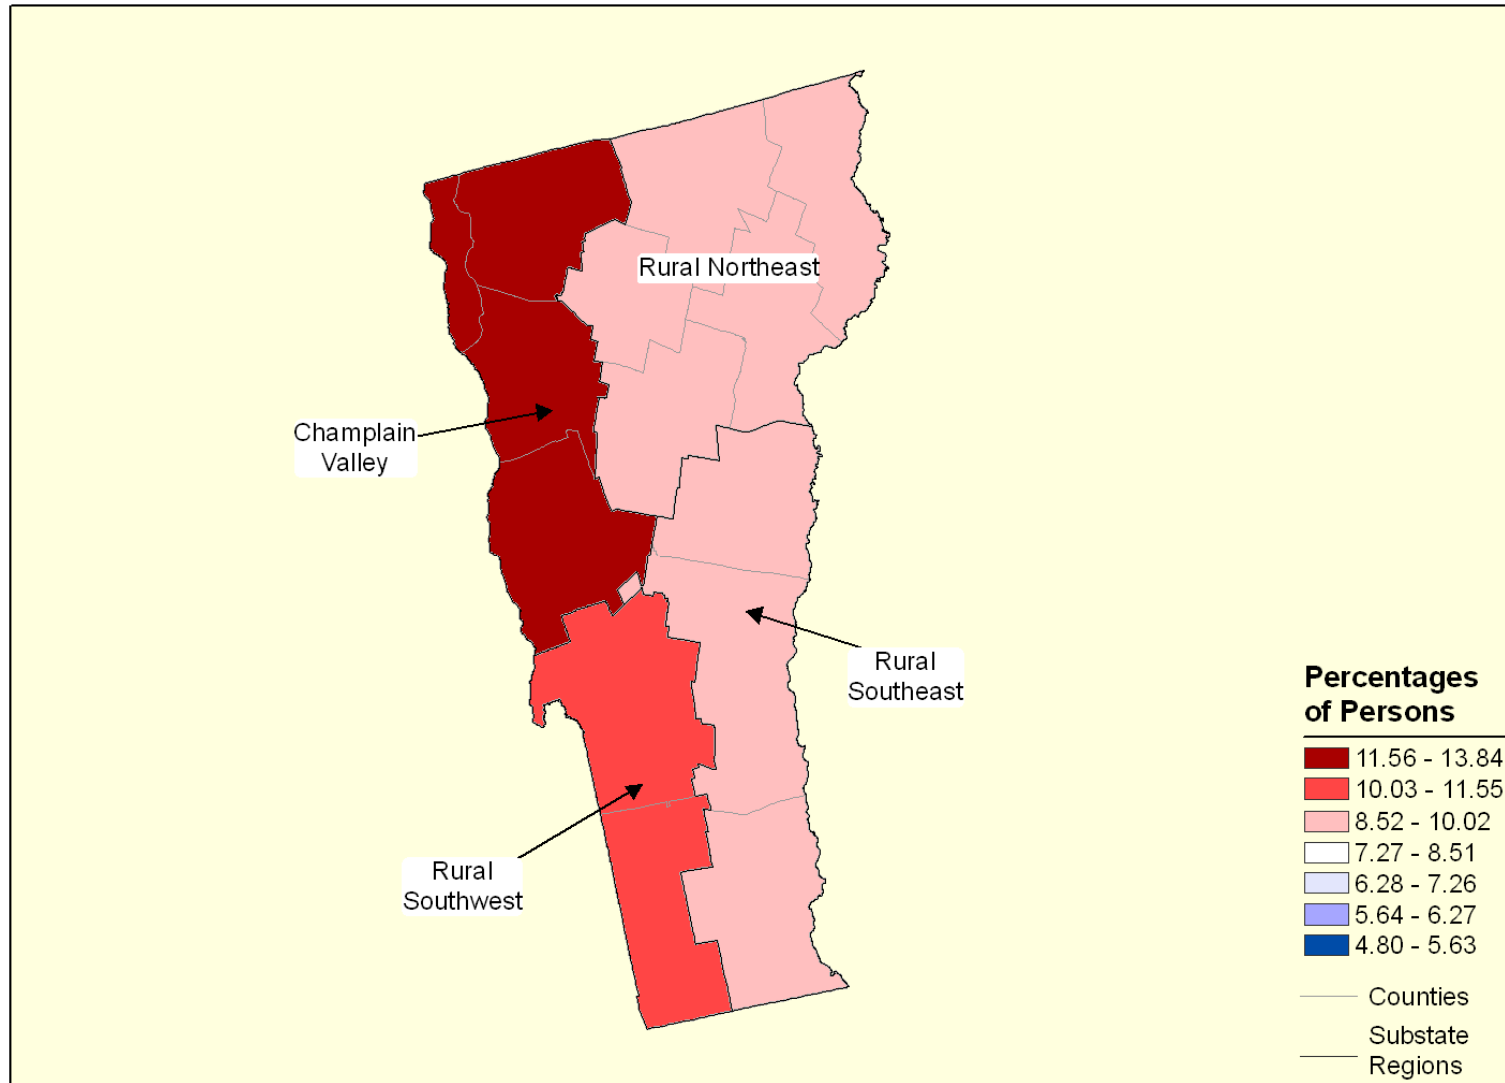 Rural Northeast
Champlain
Valley
Rural
Southeast
Rural
Southwest
Percentages
of Persons
11.56 - 13.84
10.03 - 11.55
8.52 - 10.02
7.27 - 8.51
6.28 - 7.26
5.64 - 6.27
4.80 - 5.63
Counties
Substate
Regions